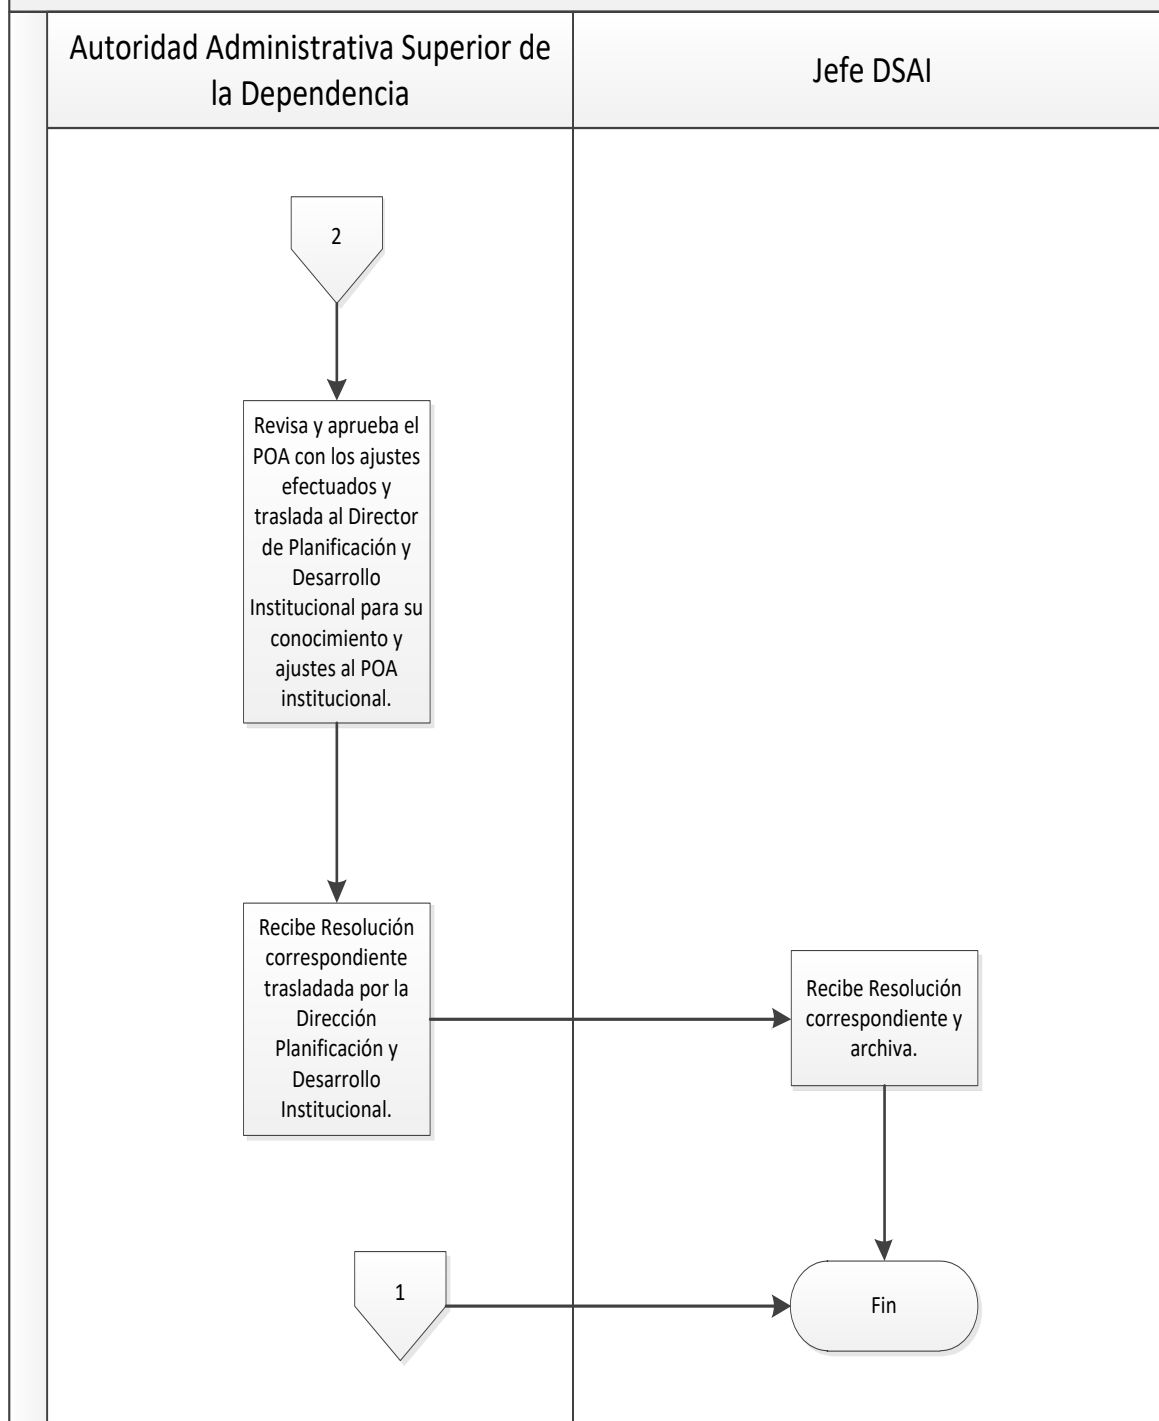 Autoridad Administrativa Superior de
la Dependencia
Jefe DSAI
2
Revisa y aprueba el
POA con los ajustes
efectuados y
traslada al Director
de Planificación y
Desarrollo
Institucional para su
conocimiento y
ajustes al POA
institucional.
Recibe Resolución
correspondiente
trasladada por la
Dirección
Planificación y
Desarrollo
Institucional.
Recibe Resolución
correspondiente y
archiva.
1
Fin